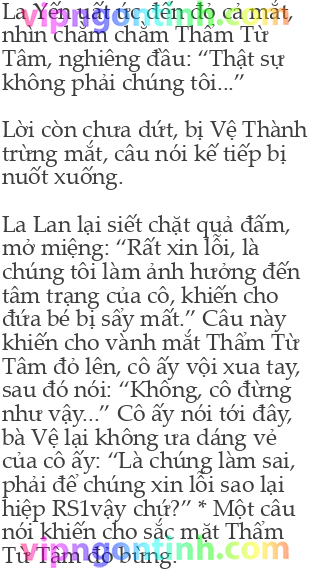 La Yến uất ức đến đỏ cả mắt,
nhìn chằm chằm Thẩm Từ
Tâm, nghiêng đầu: “Thật sự
không phải chúng tôi...”
Lời còn chưa dứt, bị Vệ Thành
trừng mắt, câu nói kế tiếp bị
nuốt xuống.
La Lan lại siết chặt quả đấm,
mở miệng: “Rất xin lỗi, là
chúng tôi làm ảnh hưởng đến
tâm trạng của cô, khiến cho
đứa bé bị sẩy mất.” Câu này
khiến cho vành mắt Thẩm Từ
Tâm đỏ lên, cô ấy vội xua tay,
sau đó nói: “Không, cô đừng
như vậy...” Cô ấy nói tới đây,
bà Vệ lại không ưa dáng vẻ
của cô ấy: “Là chúng làm sai,
phải để chúng xin lỗi sao lại
hiệp RS1vậy chứ?” * Một câu
nói khiến cho sắc mặt Thẩm
Từ Tâm đỏ bừng.
vipngontinh.com
vipngontinh.com